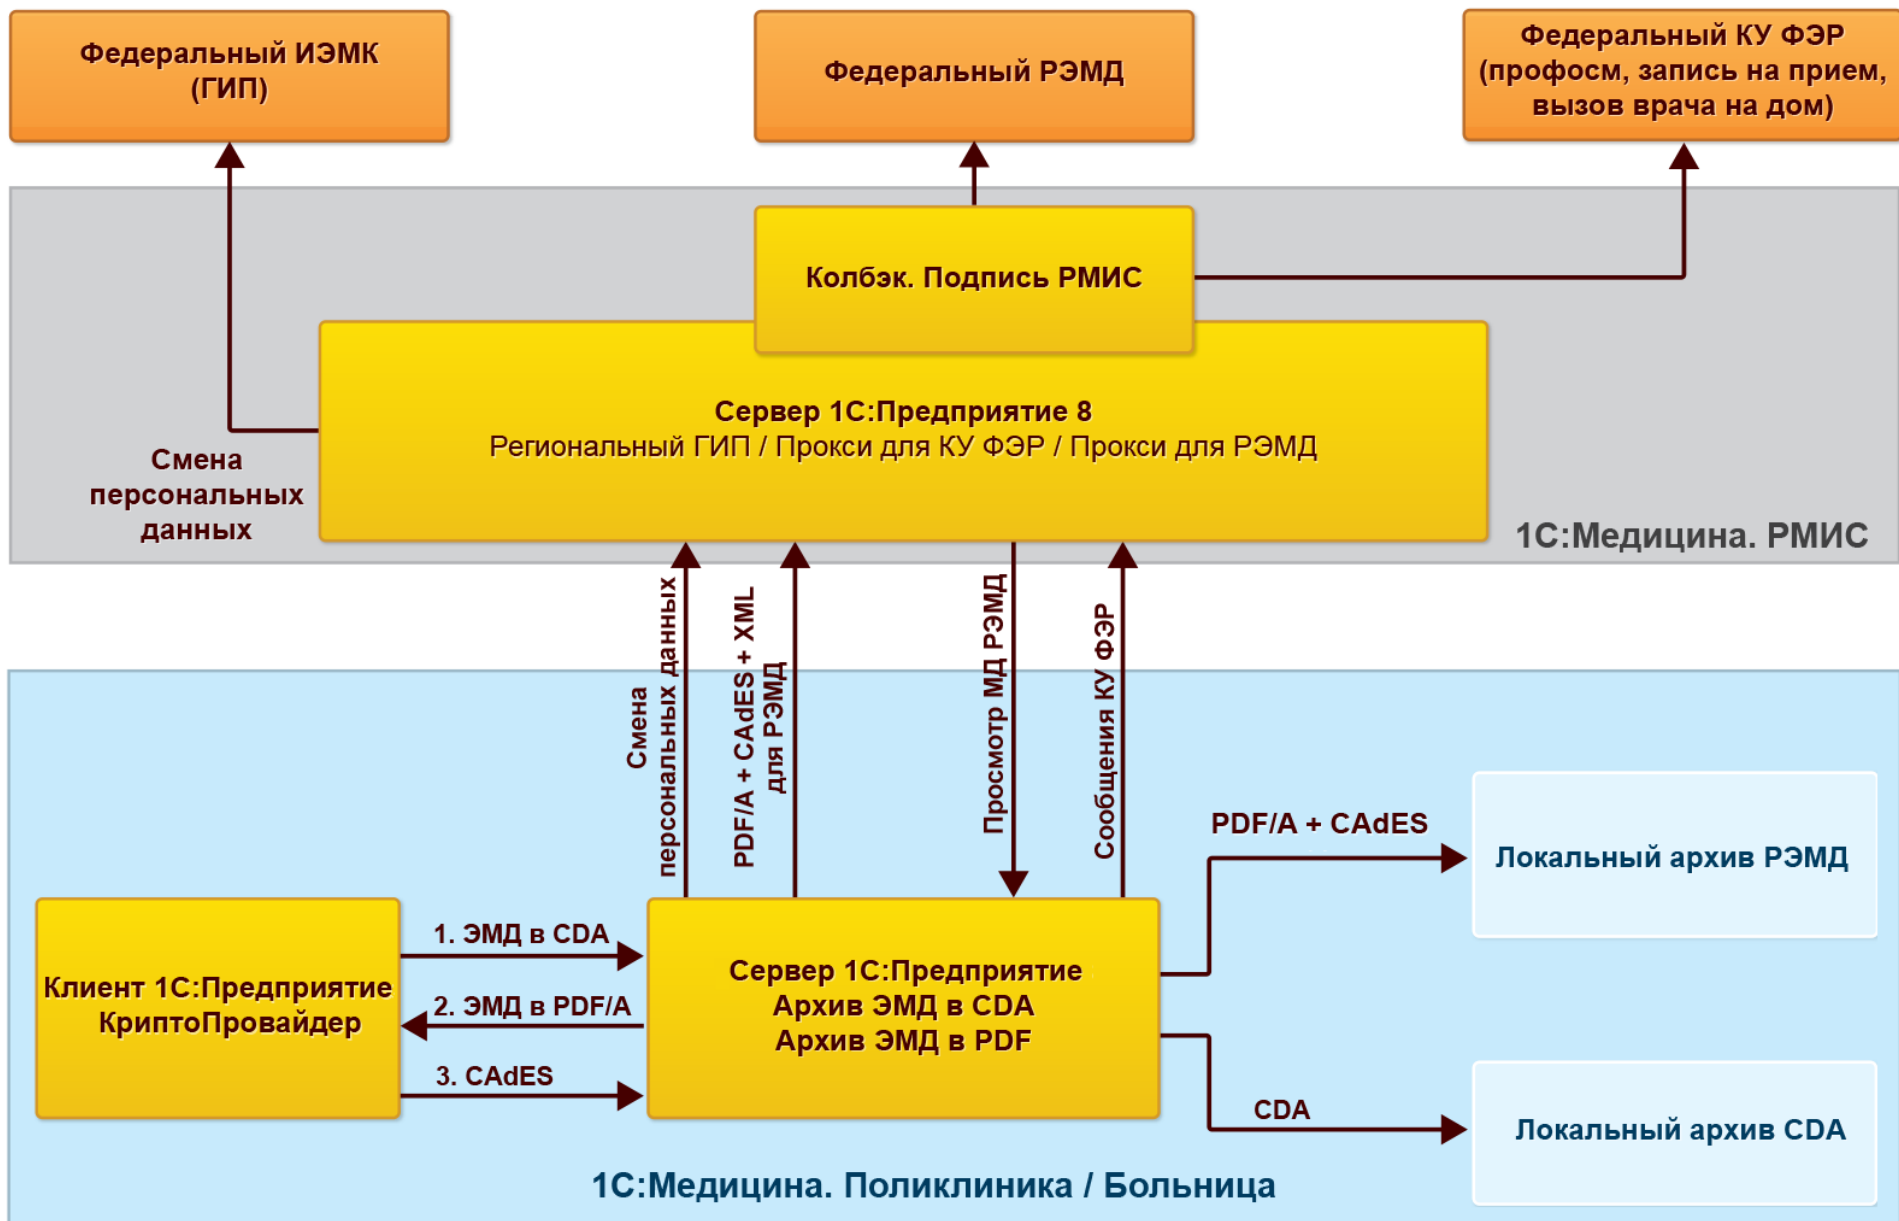 Федеральный ИЭМК
(ГИП)
Федеральный РЭМД
Федеральный КУ ФЭР
(профосм, запись на прием,
вызов врача на дом)
Колбэк. Подпись РМИС
Сервер 1С:Предприятие 8
Региональный ГИП / Прокси для КУ ФЭР / Прокси для РЭМД
Смена
персональных
данных
1С:Медицина. РМИС
Смена
персональных данных
PDF/A + CAdES + XML
для РЭМД
Просмотр МД РЭМД
Сообщения КУ ФЭР
PDF/A + CAdES
Локальный архив РЭМД
Клиент 1С:Предприятие
КриптоПровайдер
1. ЭМД в CDA
2. ЭМД в PDF/A
3. CAdES
Сервер 1С:Предприятие
Архив ЭМД в CDA
Архив ЭМД в PDF
CDA
Локальный архив CDA
1С:Медицина. Поликлиника / Больница